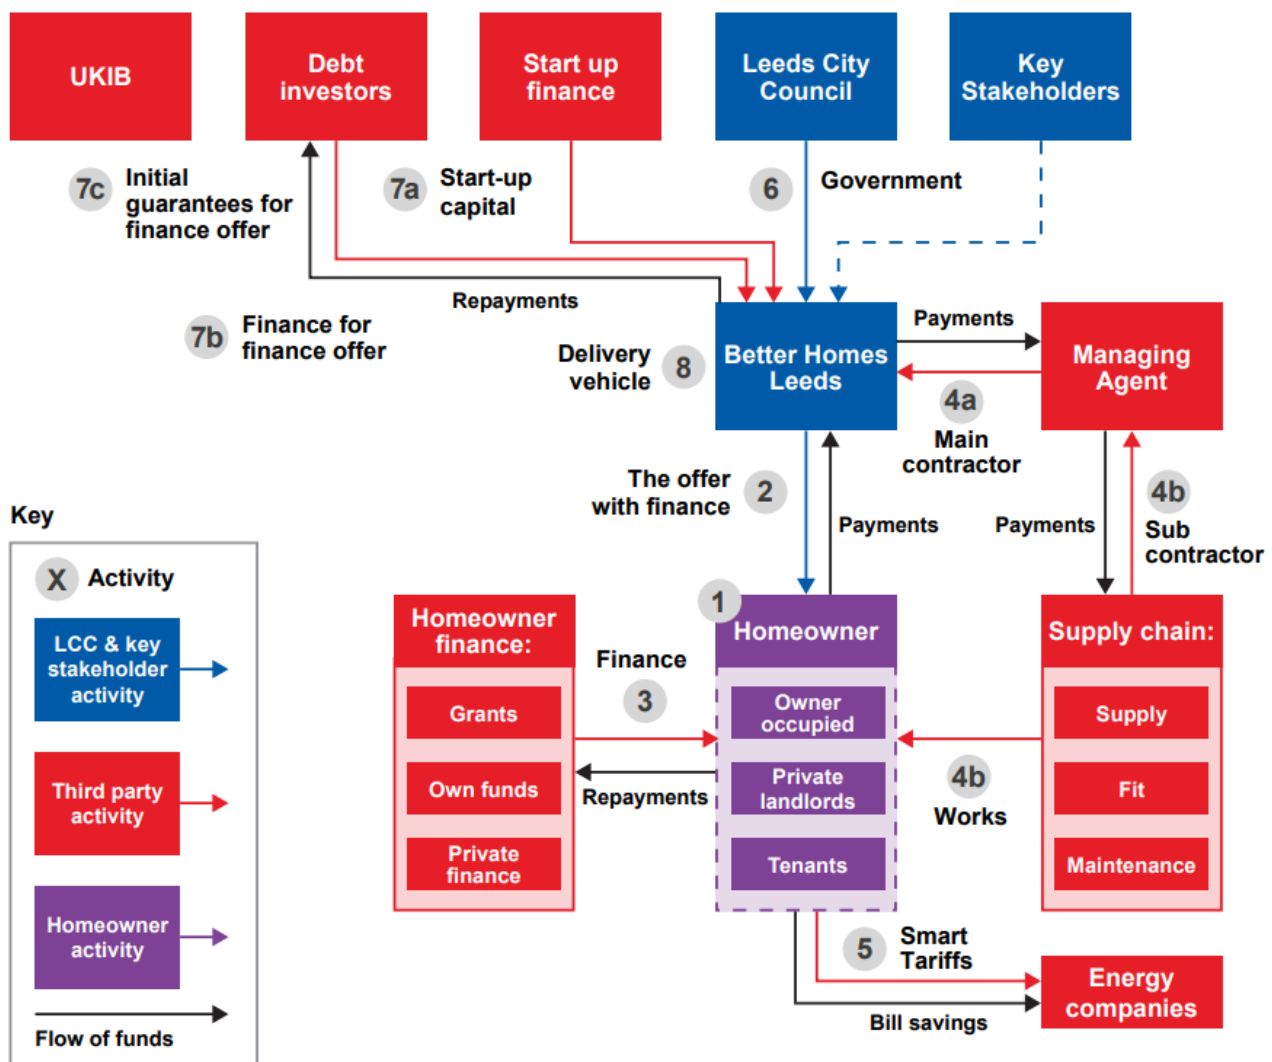 UKIB
Debt
investors
Start up
finance
Leeds City
Council
Key
Stakeholders
7c
Initial
guarantees for
finance offer
7a
Start-up
capital
6
Government
Repayments
7b
Finance for
finance offer
Delivery
vehicle
8
Better Homes
Leeds
Payments
Managing
Agent
4a
Main
contractor
The offer
with finance
2
Payments
Payments
4b
Sub
contractor
Key
X
Activity
LCC & key
stakeholder
activity
Third party
activity
Homeowner
activity
Flow of funds
Homeowner
finance:
Grants
Own funds
Private
finance
Finance
3
Repayments
1
Homeowner
Owner
occupied
Private
landlords
Tenants
4b
Works
Supply chain:
Supply
Fit
Maintenance
5
Smart
Tariffs
Bill savings
Energy
companies